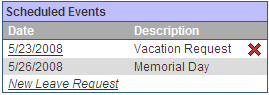 Scheduled Events
Date Description
5/23/2008 Vacation Request
5/26/2008 Memorial Day
New Leave Request